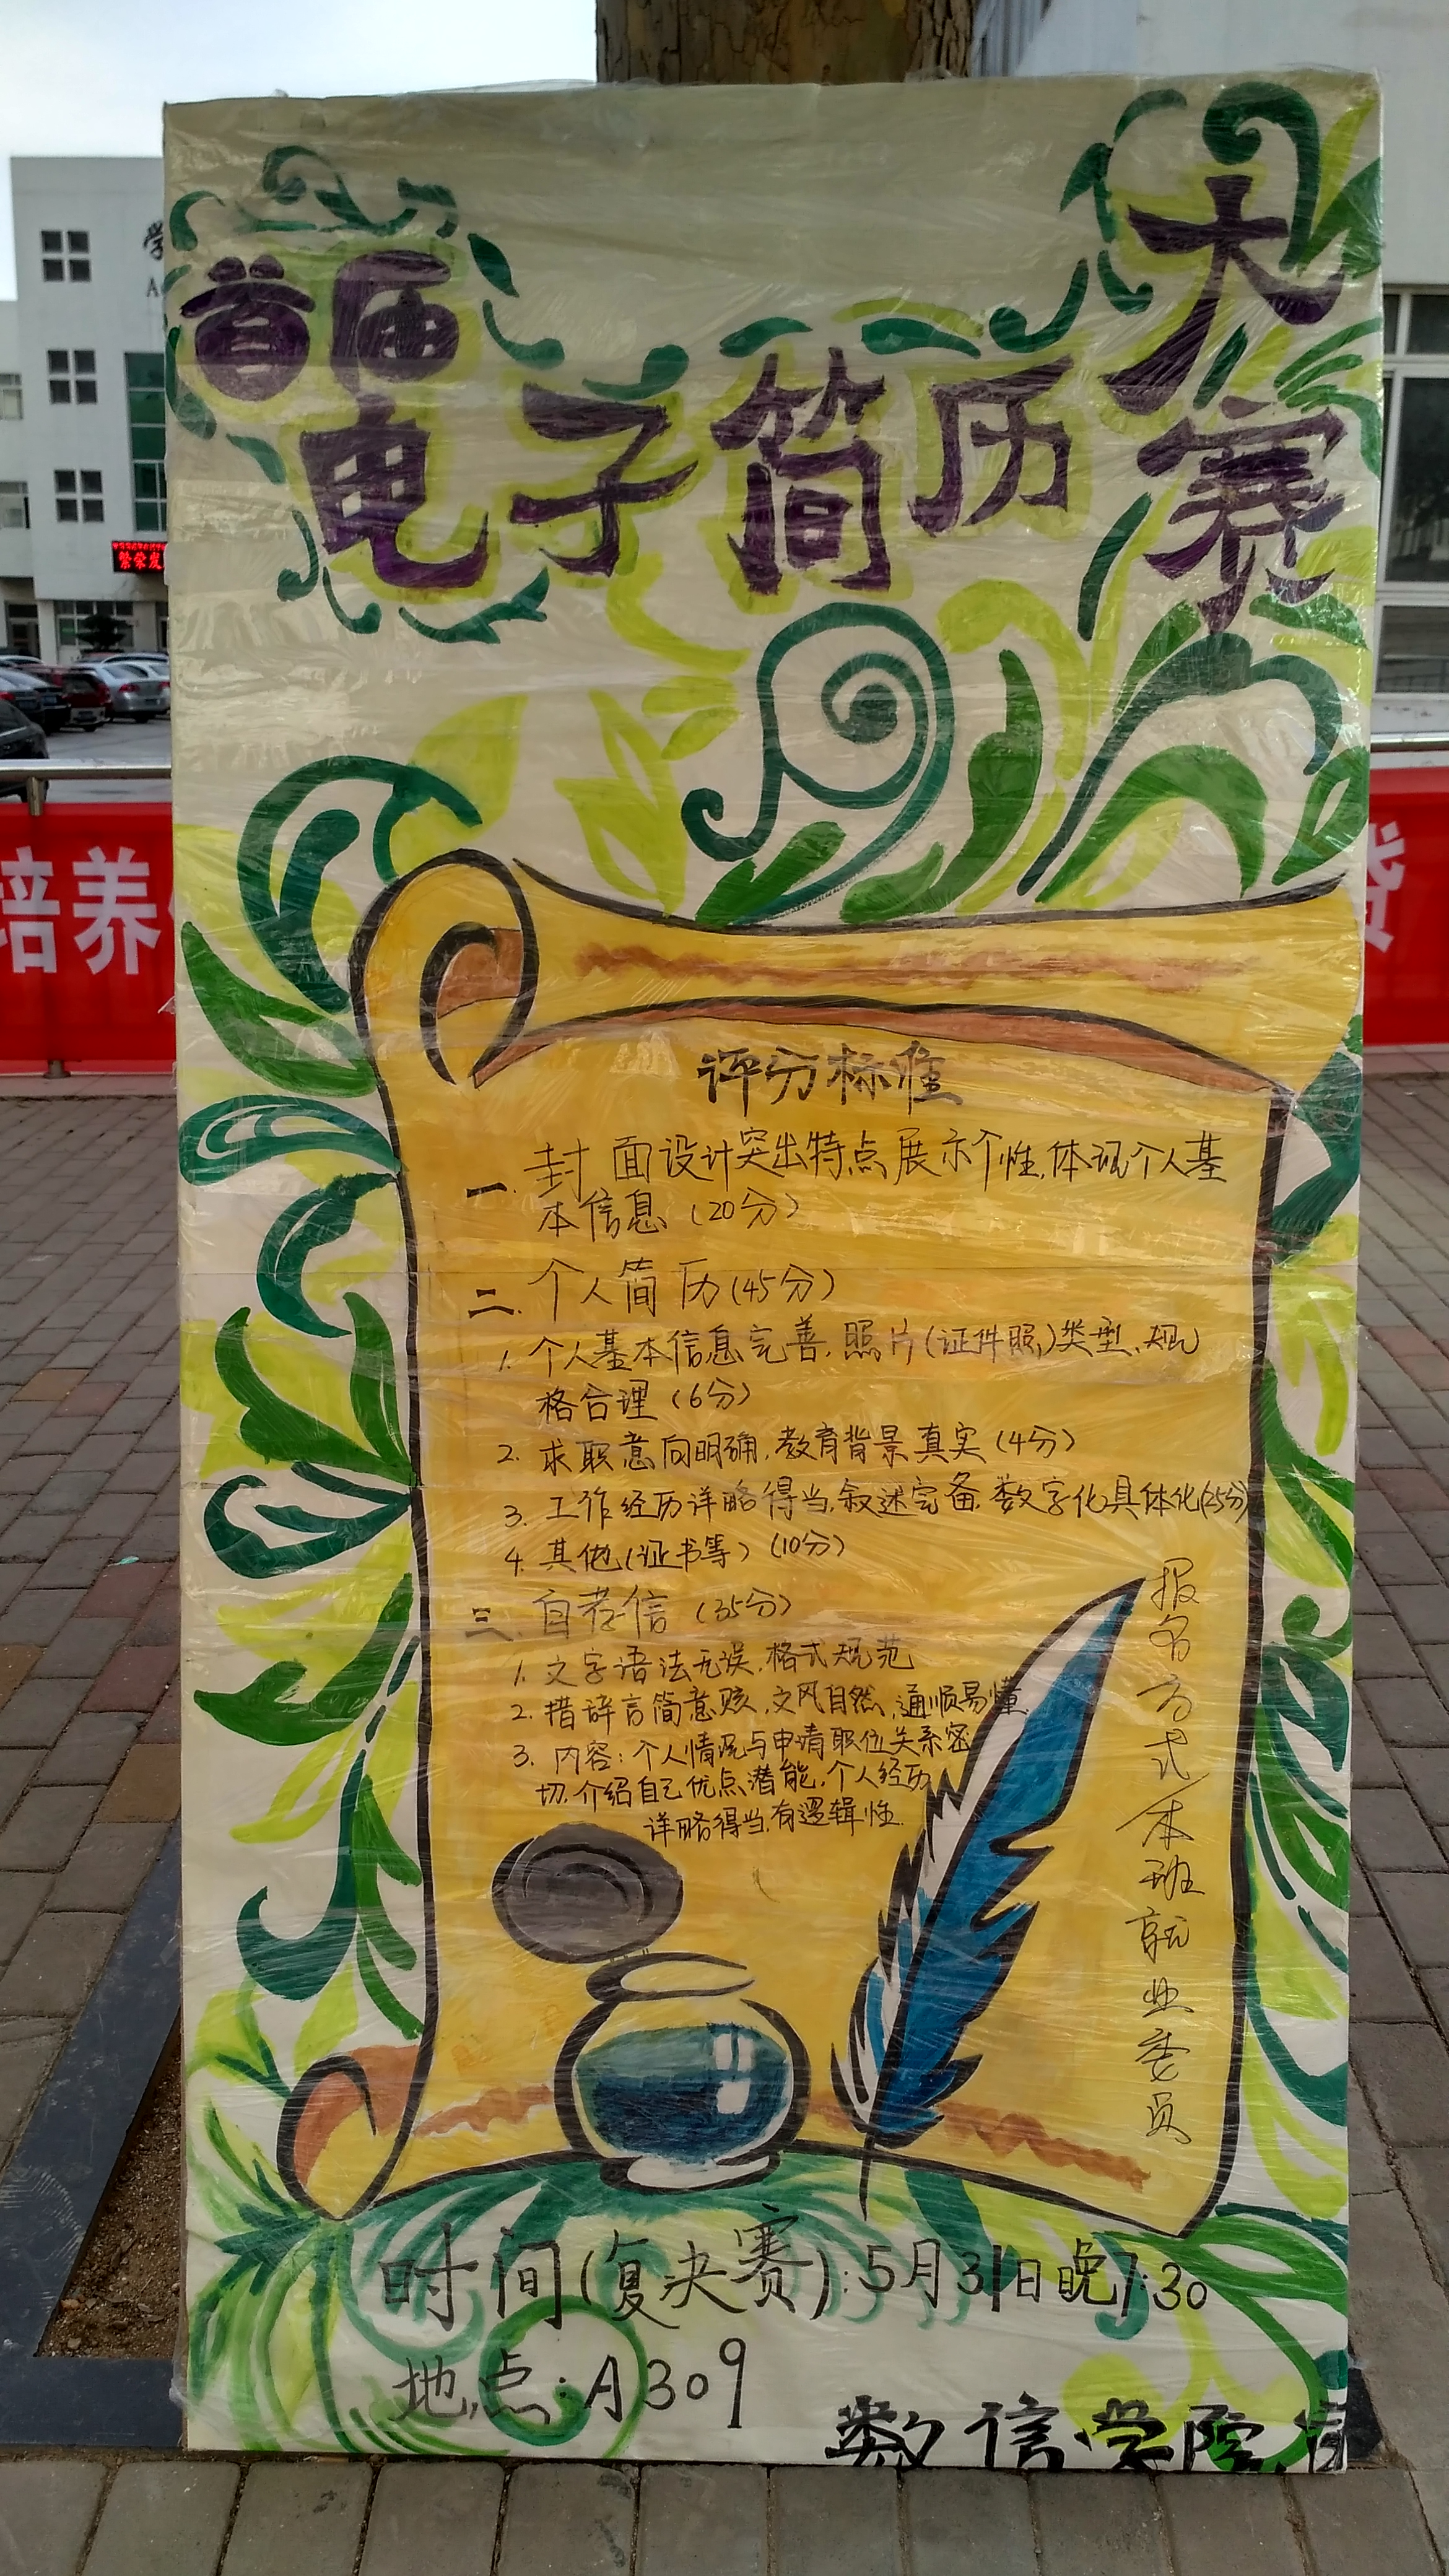 首届
电子简历
大赛
评分标准
一. 封面设计突出特点展示个性,体现个人基
本信息(20分)
二. 个人简历(45分)
1. 个人基本信息完善,照片(证件照)类型、规
格合理(6分)
2. 求职意向明确,教育背景真实(4分)
3. 工作经历详略得当,叙述完备,数字化具体化(25分)
4. 其他(证书等)(10分)
三. 自荐信(35分)
1. 文字语法无误,格式规范
2. 措辞言简意赅,文风自然,通顺易懂
3. 内容:个人情况与申请职位关系密
切,介绍自己优点潜能,个人经历
详略得当,有逻辑性.
报名方式/本班就业委员
时间(复决赛):5月31日晚7:30
地点:A309
数信学院
培养
繁荣发
学
A